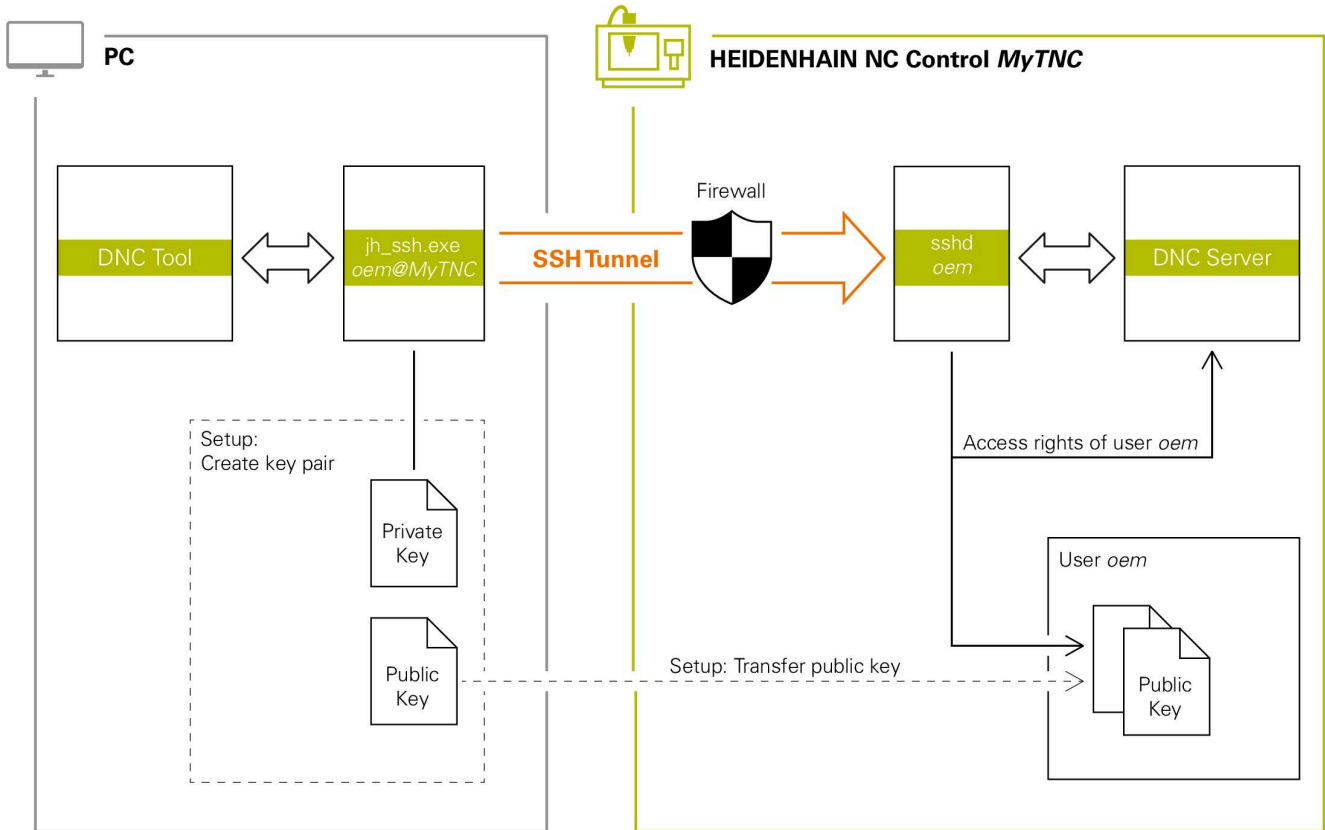 PC
HEIDENHAIN NC Control MyTNC
DNC Tool
jh_ssh.exe
oem@MyTNC
SSH Tunnel
Firewall
sshd
oem
DNC Server
Setup:
Create key pair
Private
Key
Public
Key
Access rights of user oem
Setup: Transfer public key
User oem
Public
Key